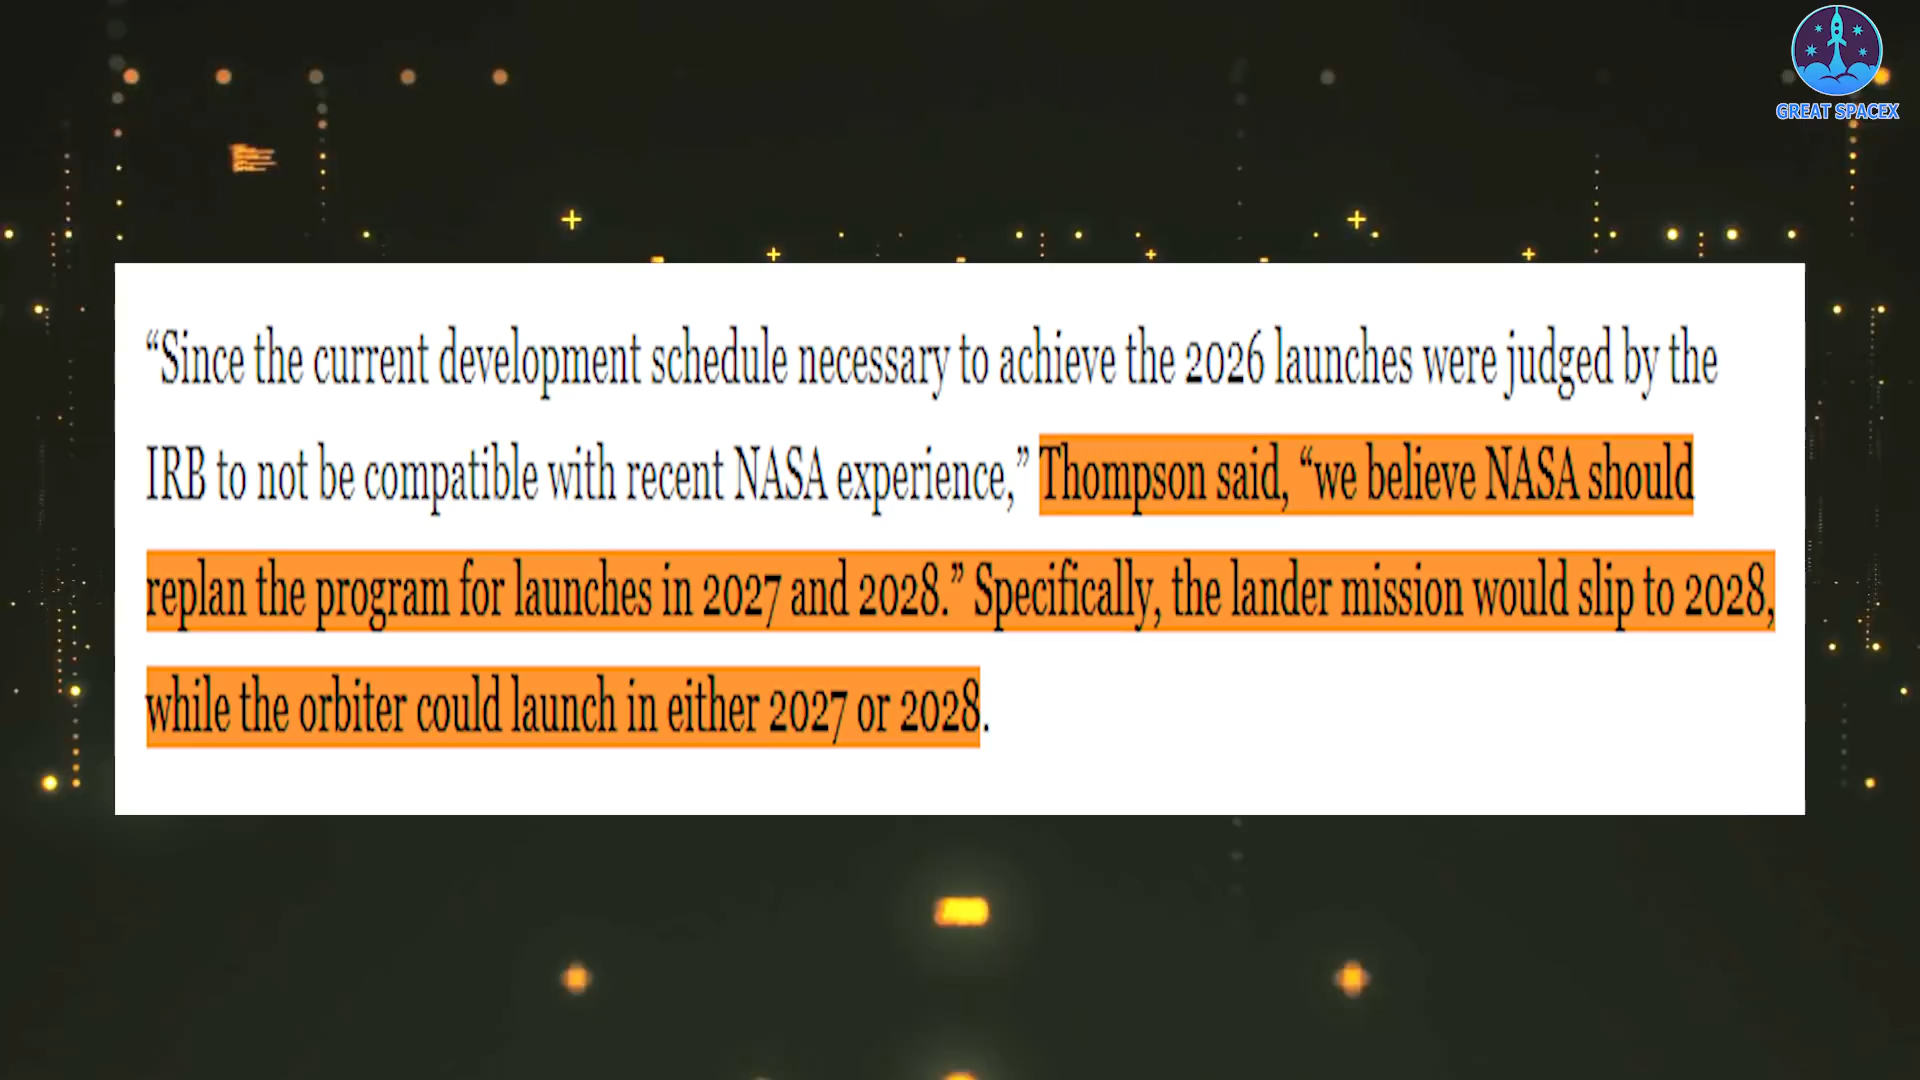 GREAT SPACEX
“Since the current development schedule necessary to achieve the 2026 launches were judged by the
IRB to not be compatible with recent NASA experience,” Thompson said, “we believe NASA should
replan the program for launches in 2027 and 2028.” Specifically, the lander mission would slip to 2028,
while the orbiter could launch in either 2027 or 2028.